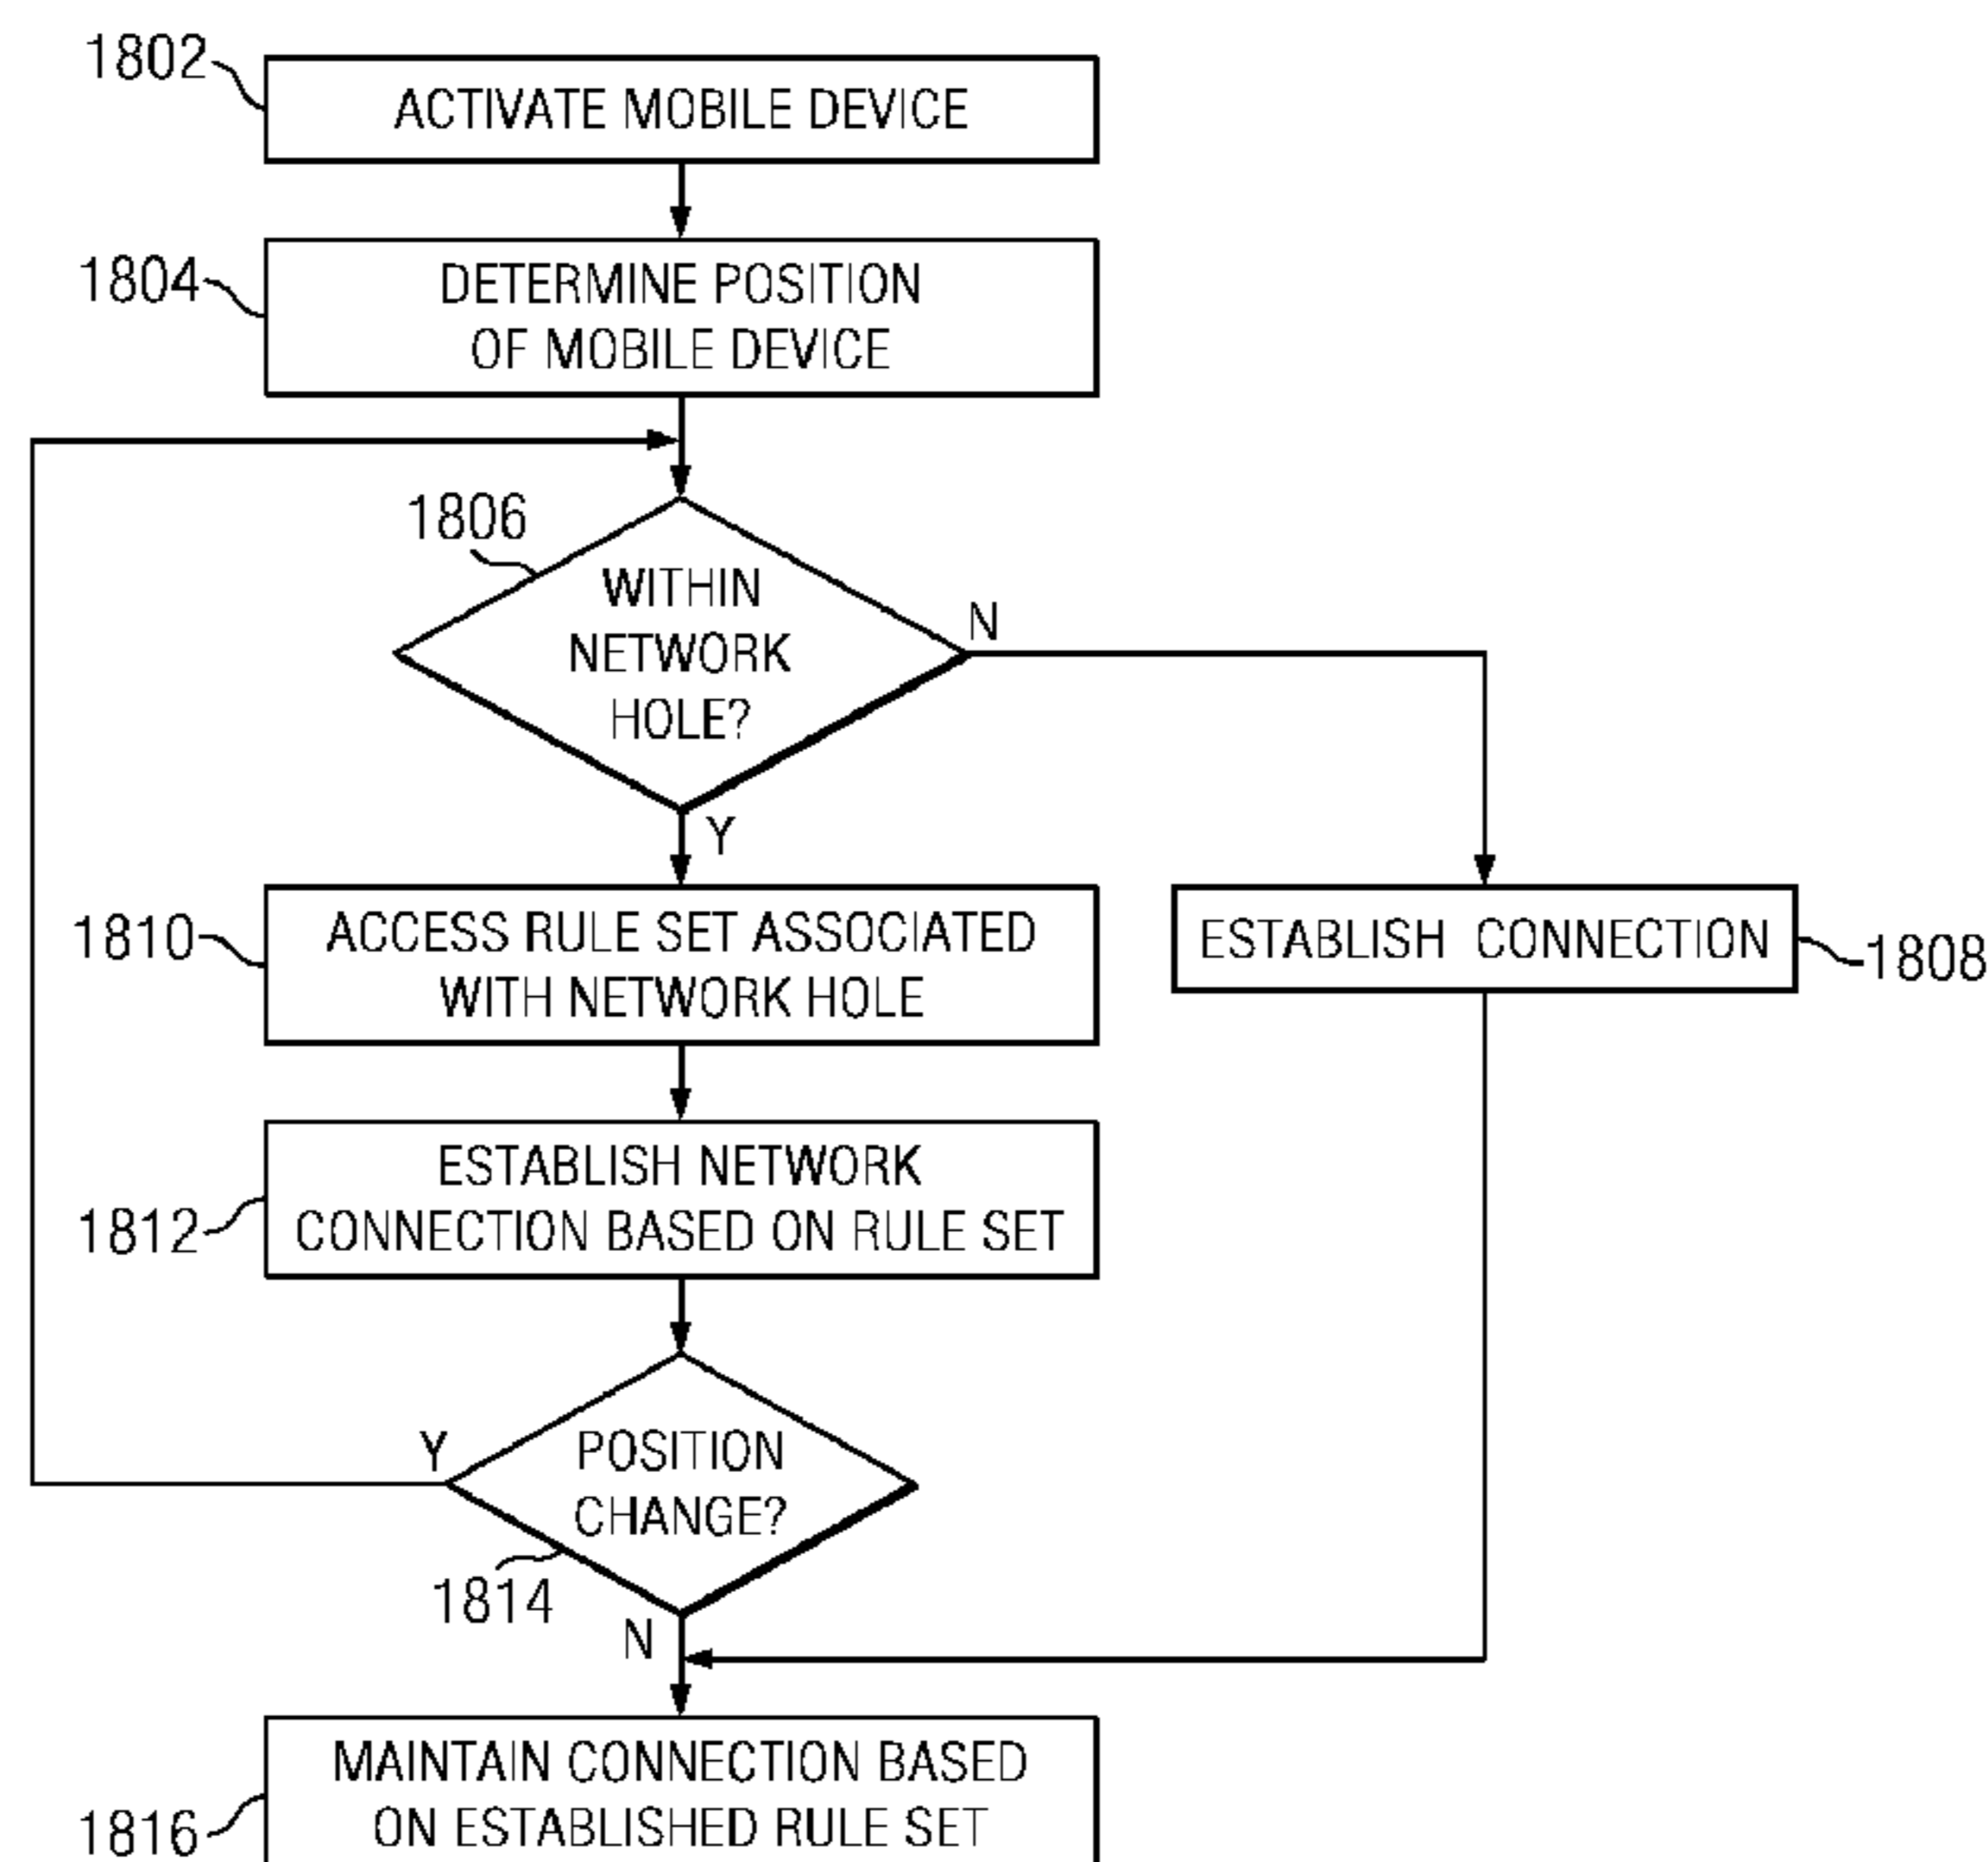 1802
ACTIVATE MOBILE DEVICE
1804
DETERMINE POSITION
OF MOBILE DEVICE
1806
WITHIN
NETWORK
HOLE?
N
Y
1810
ACCESS RULE SET ASSOCIATED
WITH NETWORK HOLE
ESTABLISH CONNECTION
1808
1812
ESTABLISH NETWORK
CONNECTION BASED ON RULE SET
Y
POSITION
CHANGE?
1814
N
1816
MAINTAIN CONNECTION BASED
ON ESTABLISHED RULE SET